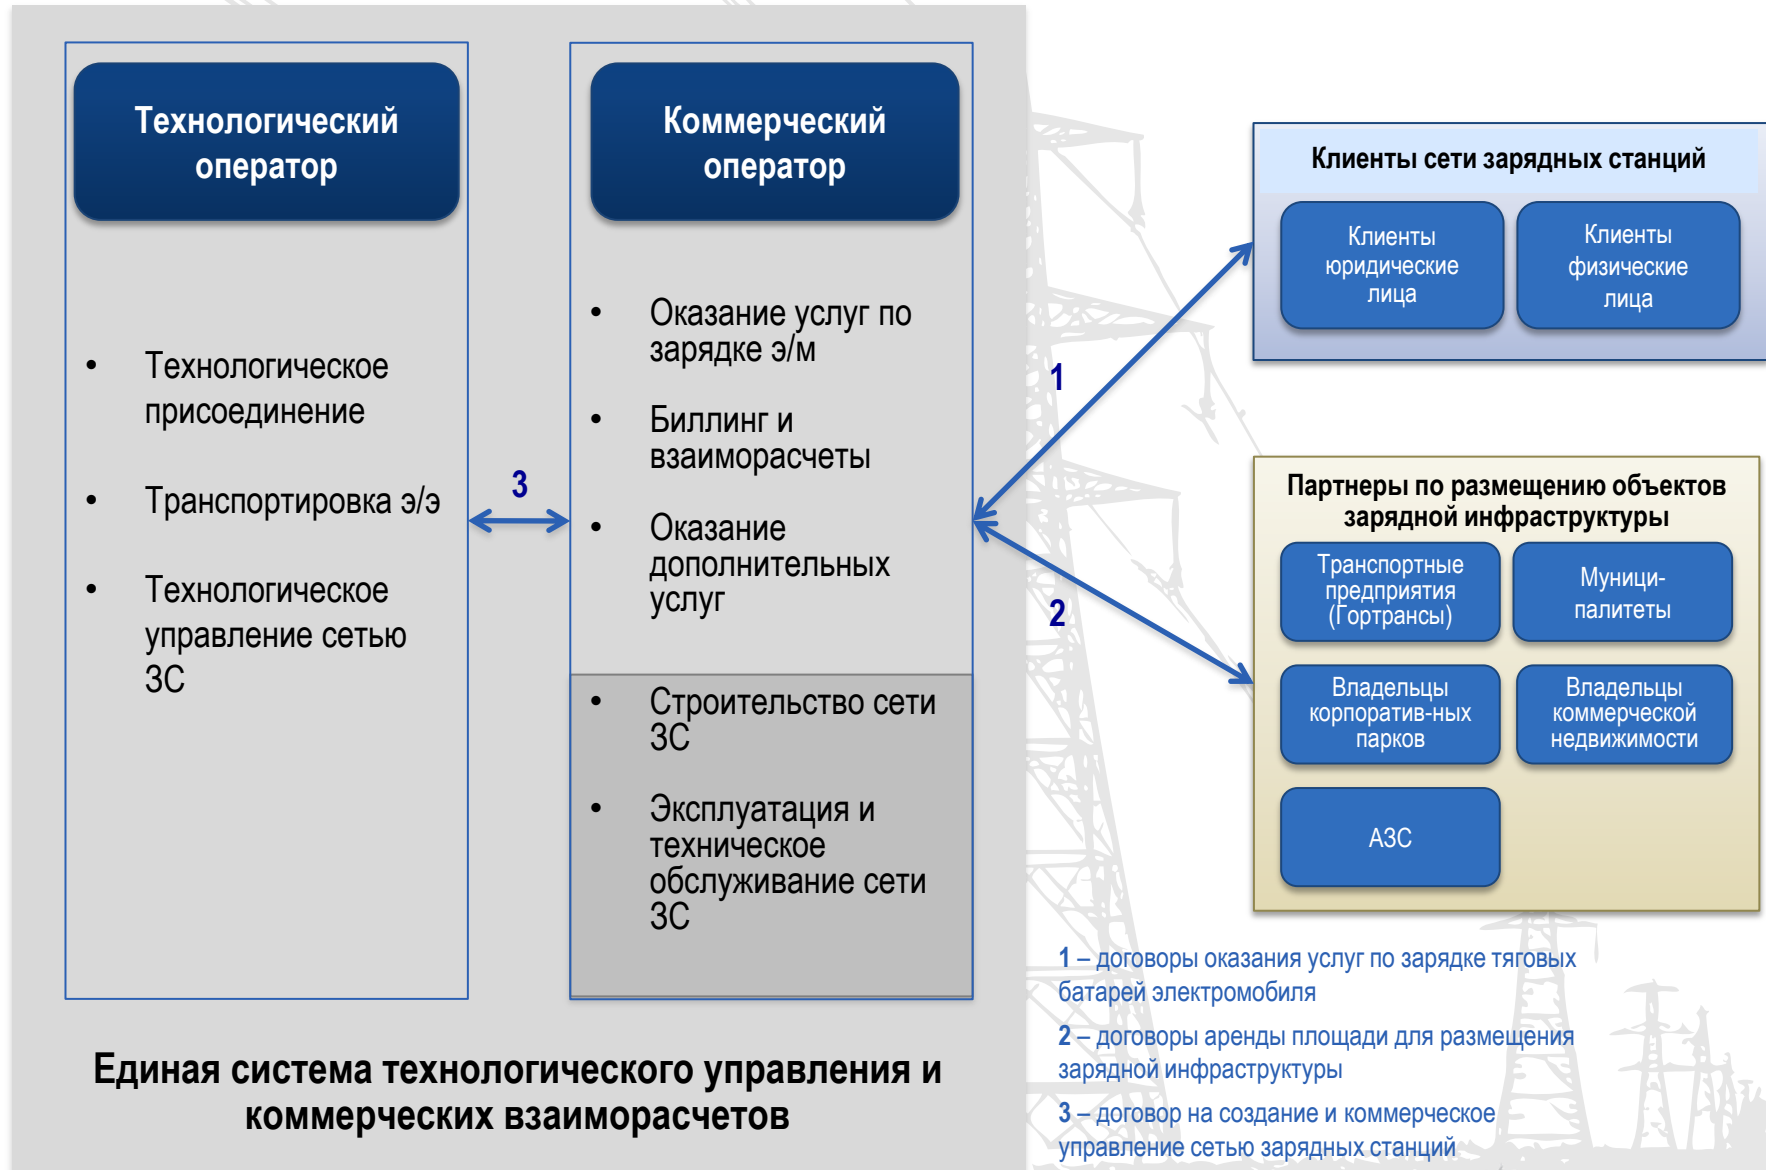 Технологический
оператор
• Технологическое
присоединение
• Транспортировка э/э
• Технологическое
управление сетью
ЗС
3
Коммерческий
оператор
• Оказание услуг по
зарядке э/м
• Биллинг и
взаиморасчеты
• Оказание
дополнительных
услуг
• Строительство сети
ЗС
• Эксплуатация и
техническое
обслуживание сети
ЗС
Единая система технологического управления и
коммерческих взаиморасчетов
1
2
Клиенты сети зарядных станций
Клиенты
юридические
лица
Клиенты
физические
лица
Партнеры по размещению объектов
зарядной инфраструктуры
Транспортные
предприятия
(Гортрансы)
Муници-
палитеты
Владельцы
корпоратив-ных
парков
Владельцы
коммерческой
недвижимости
АЗС
1 – договоры оказания услуг по зарядке тяговых
батарей электромобиля
2 – договоры аренды площади для размещения
зарядной инфраструктуры
3 – договор на создание и коммерческое
управление сетью зарядных станций